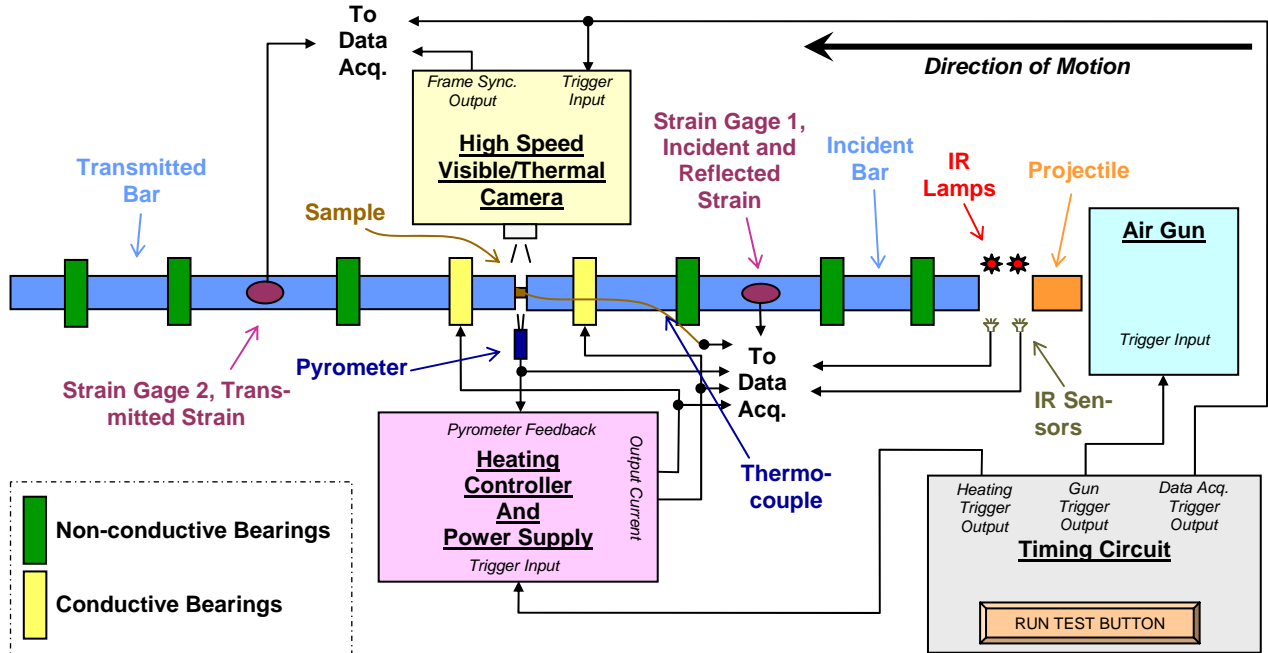 To
Data
Acq.
Direction of Motion
Frame Sync.
Output
Trigger
Input
High Speed
Visible/Thermal
Camera
Transmitted
Bar
Sample
Strain Gage 1,
Incident and
Reflected
Strain
Incident
Bar
IR
Lamps
Projectile
Air Gun
Trigger Input
Pyrometer
To
Data
Acq.
IR Sen-
sors
Strain Gage 2, Trans-
mitted Strain
Pyrometer Feedback
Heating
Controller
And
Power Supply
Output Current
Trigger Input
Thermo-
couple
Heating
Trigger
Output
Gun
Trigger
Output
Data Acq.
Trigger
Output
Timing Circuit
RUN TEST BUTTON
Non-conductive Bearings
Conductive Bearings